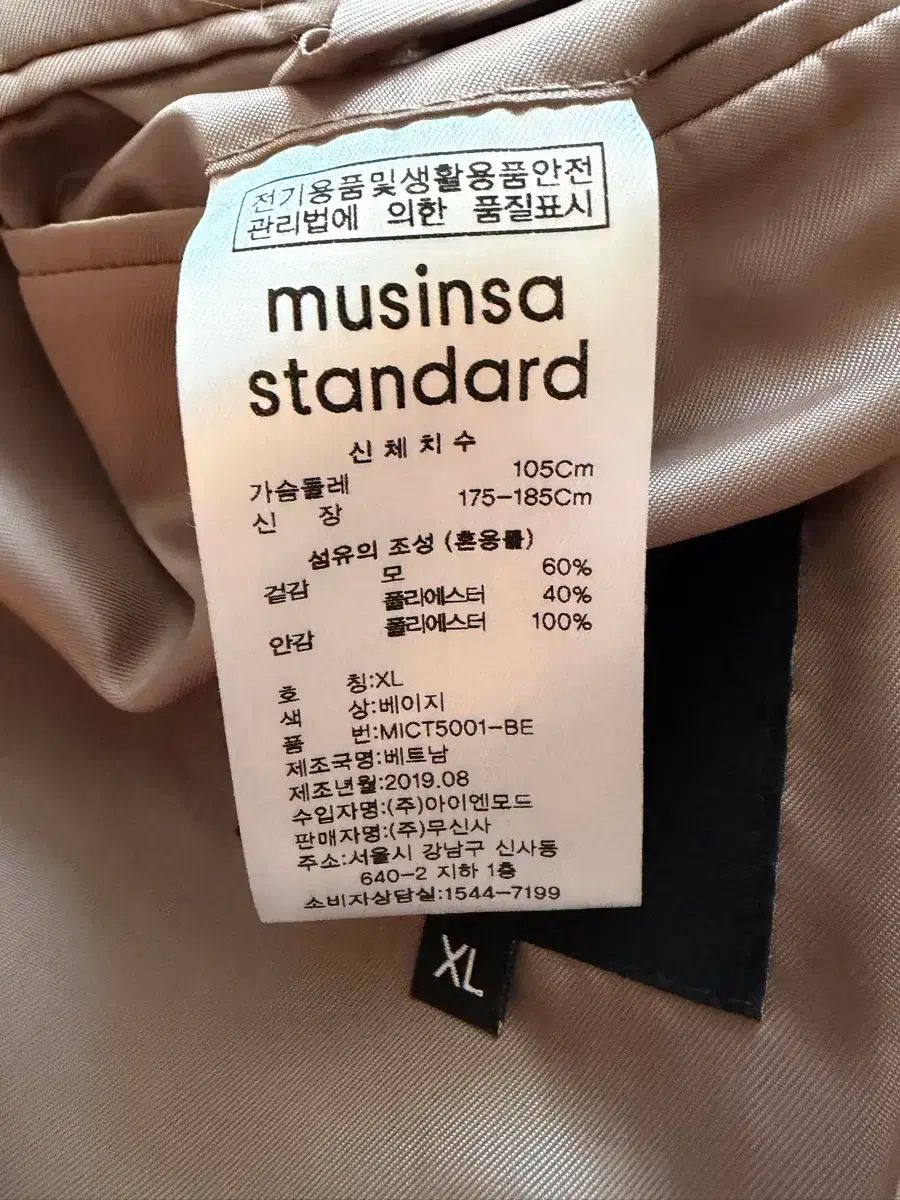 전기용품및생활용품안전
관리법에 의한 품질표시
musinsa
standard
신체치수
가슴둘레 105Cm
신 장 175-185Cm
섬유의 조성 (혼용률)
겉감 모 60%
폴리에스터 40%
안감 폴리에스터 100%
호 칭:XL
색 상:베이지
품 번:MICT5001-BE
제조국명:베트남
제조년월:2019.08
수입자명:(주)아이엔모드
판매자명:(주)무신사
주소:서울시 강남구 신사동
640-2 지하 1층
소비자상담실:1544-7199
XL